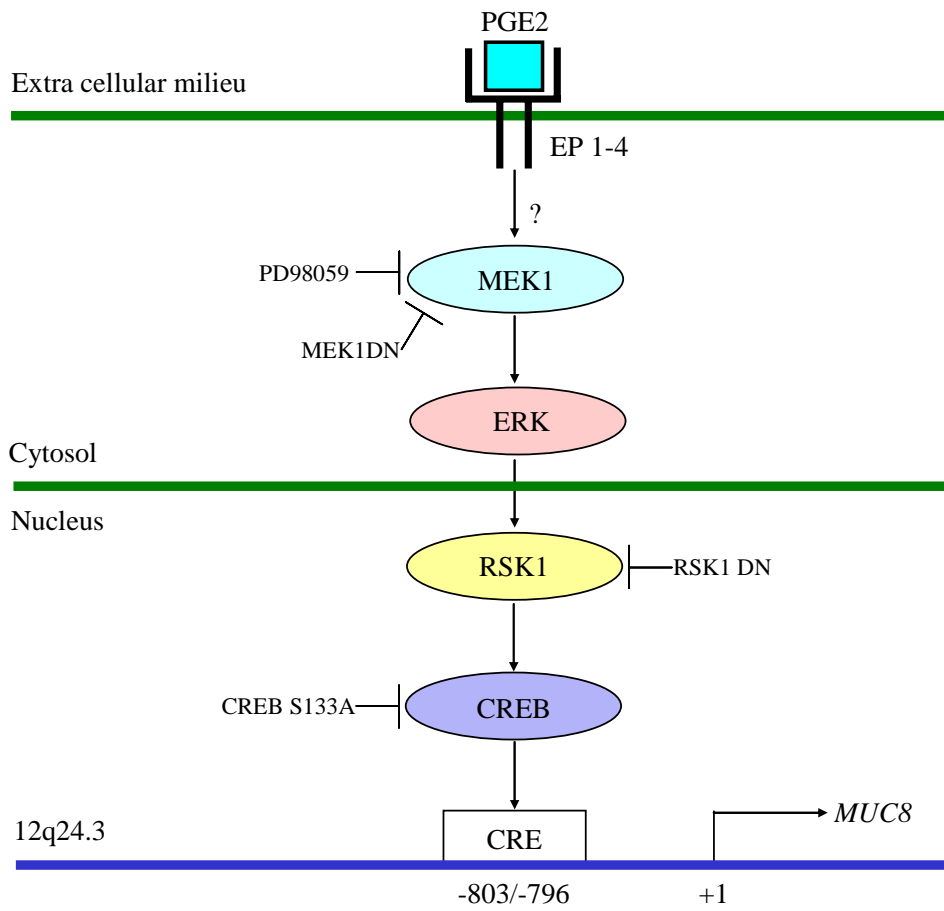 PGE2
Extra cellular milieu
EP 1-4
?
PD98059
MEK1
MEK1DN
ERK
Cytosol
Nucleus
RSK1
RSK1 DN
CREB S133A
CREB
12q24.3
CRE
MUC8
-803/-796
+1